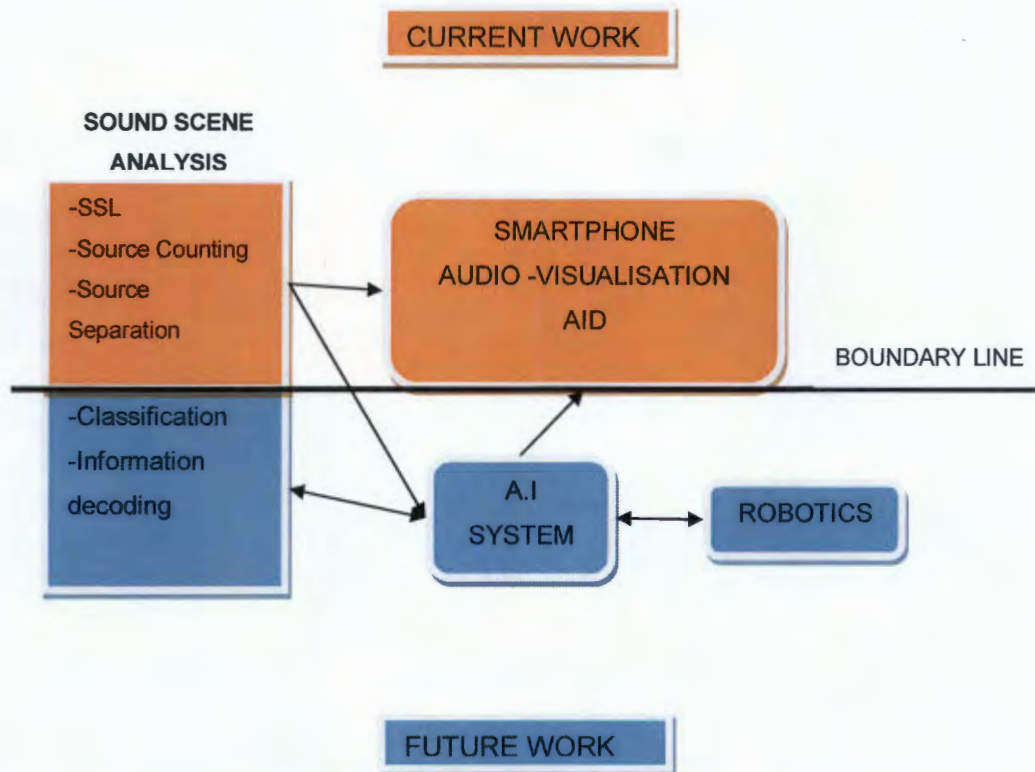 CURRENT WORK
SOUND SCENE
ANALYSIS
-SSL
-Source Counting
-Source
Separation
SMARTPHONE
AUDIO -VISUALISATION
AID
BOUNDARY LINE
-Classification
-Information
decoding
A.I
SYSTEM
ROBOTICS
FUTURE WORK